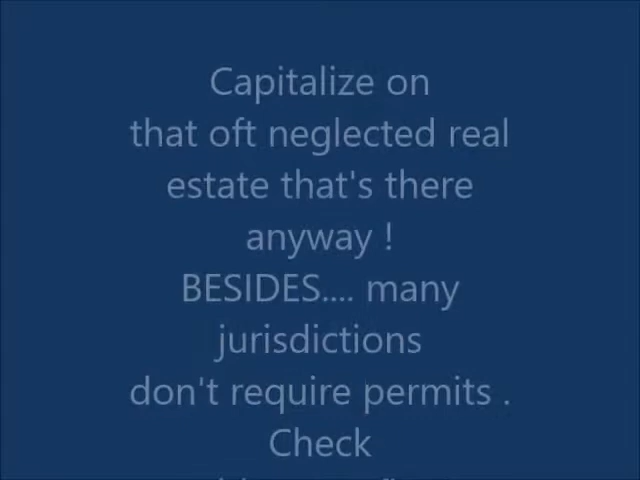 Capitalize on
that oft neglected real
estate that's there
anyway !
BESIDES.... many
jurisdictions
don't require permits .
Check